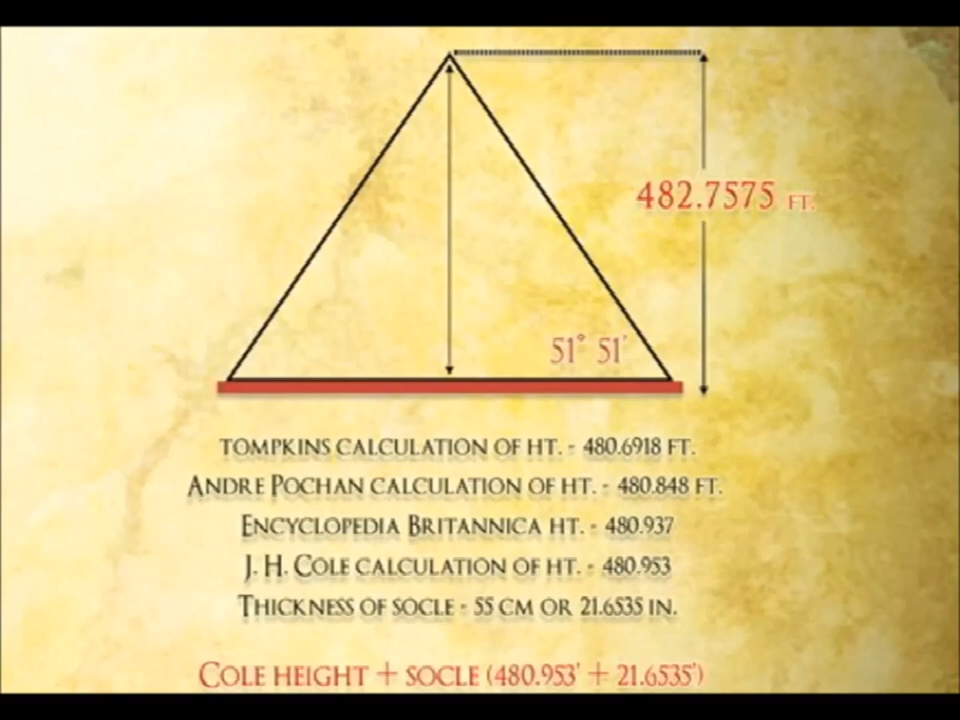 482.7575 FT.
51° 51'
TOMPKINS CALCULATION OF HT. - 480.6918 FT.
ANDRE POCHAN CALCULATION OF HT. - 480.848 FT.
ENCYCLOPEDIA BRITANNICA HT. - 480.937
J. H. COLE CALCULATION OF HT. - 480.953
THICKNESS OF SOCLE - 55 CM OR 21.6535 IN.
COLE HEIGHT + SOCLE (480.953' + 21.6535')